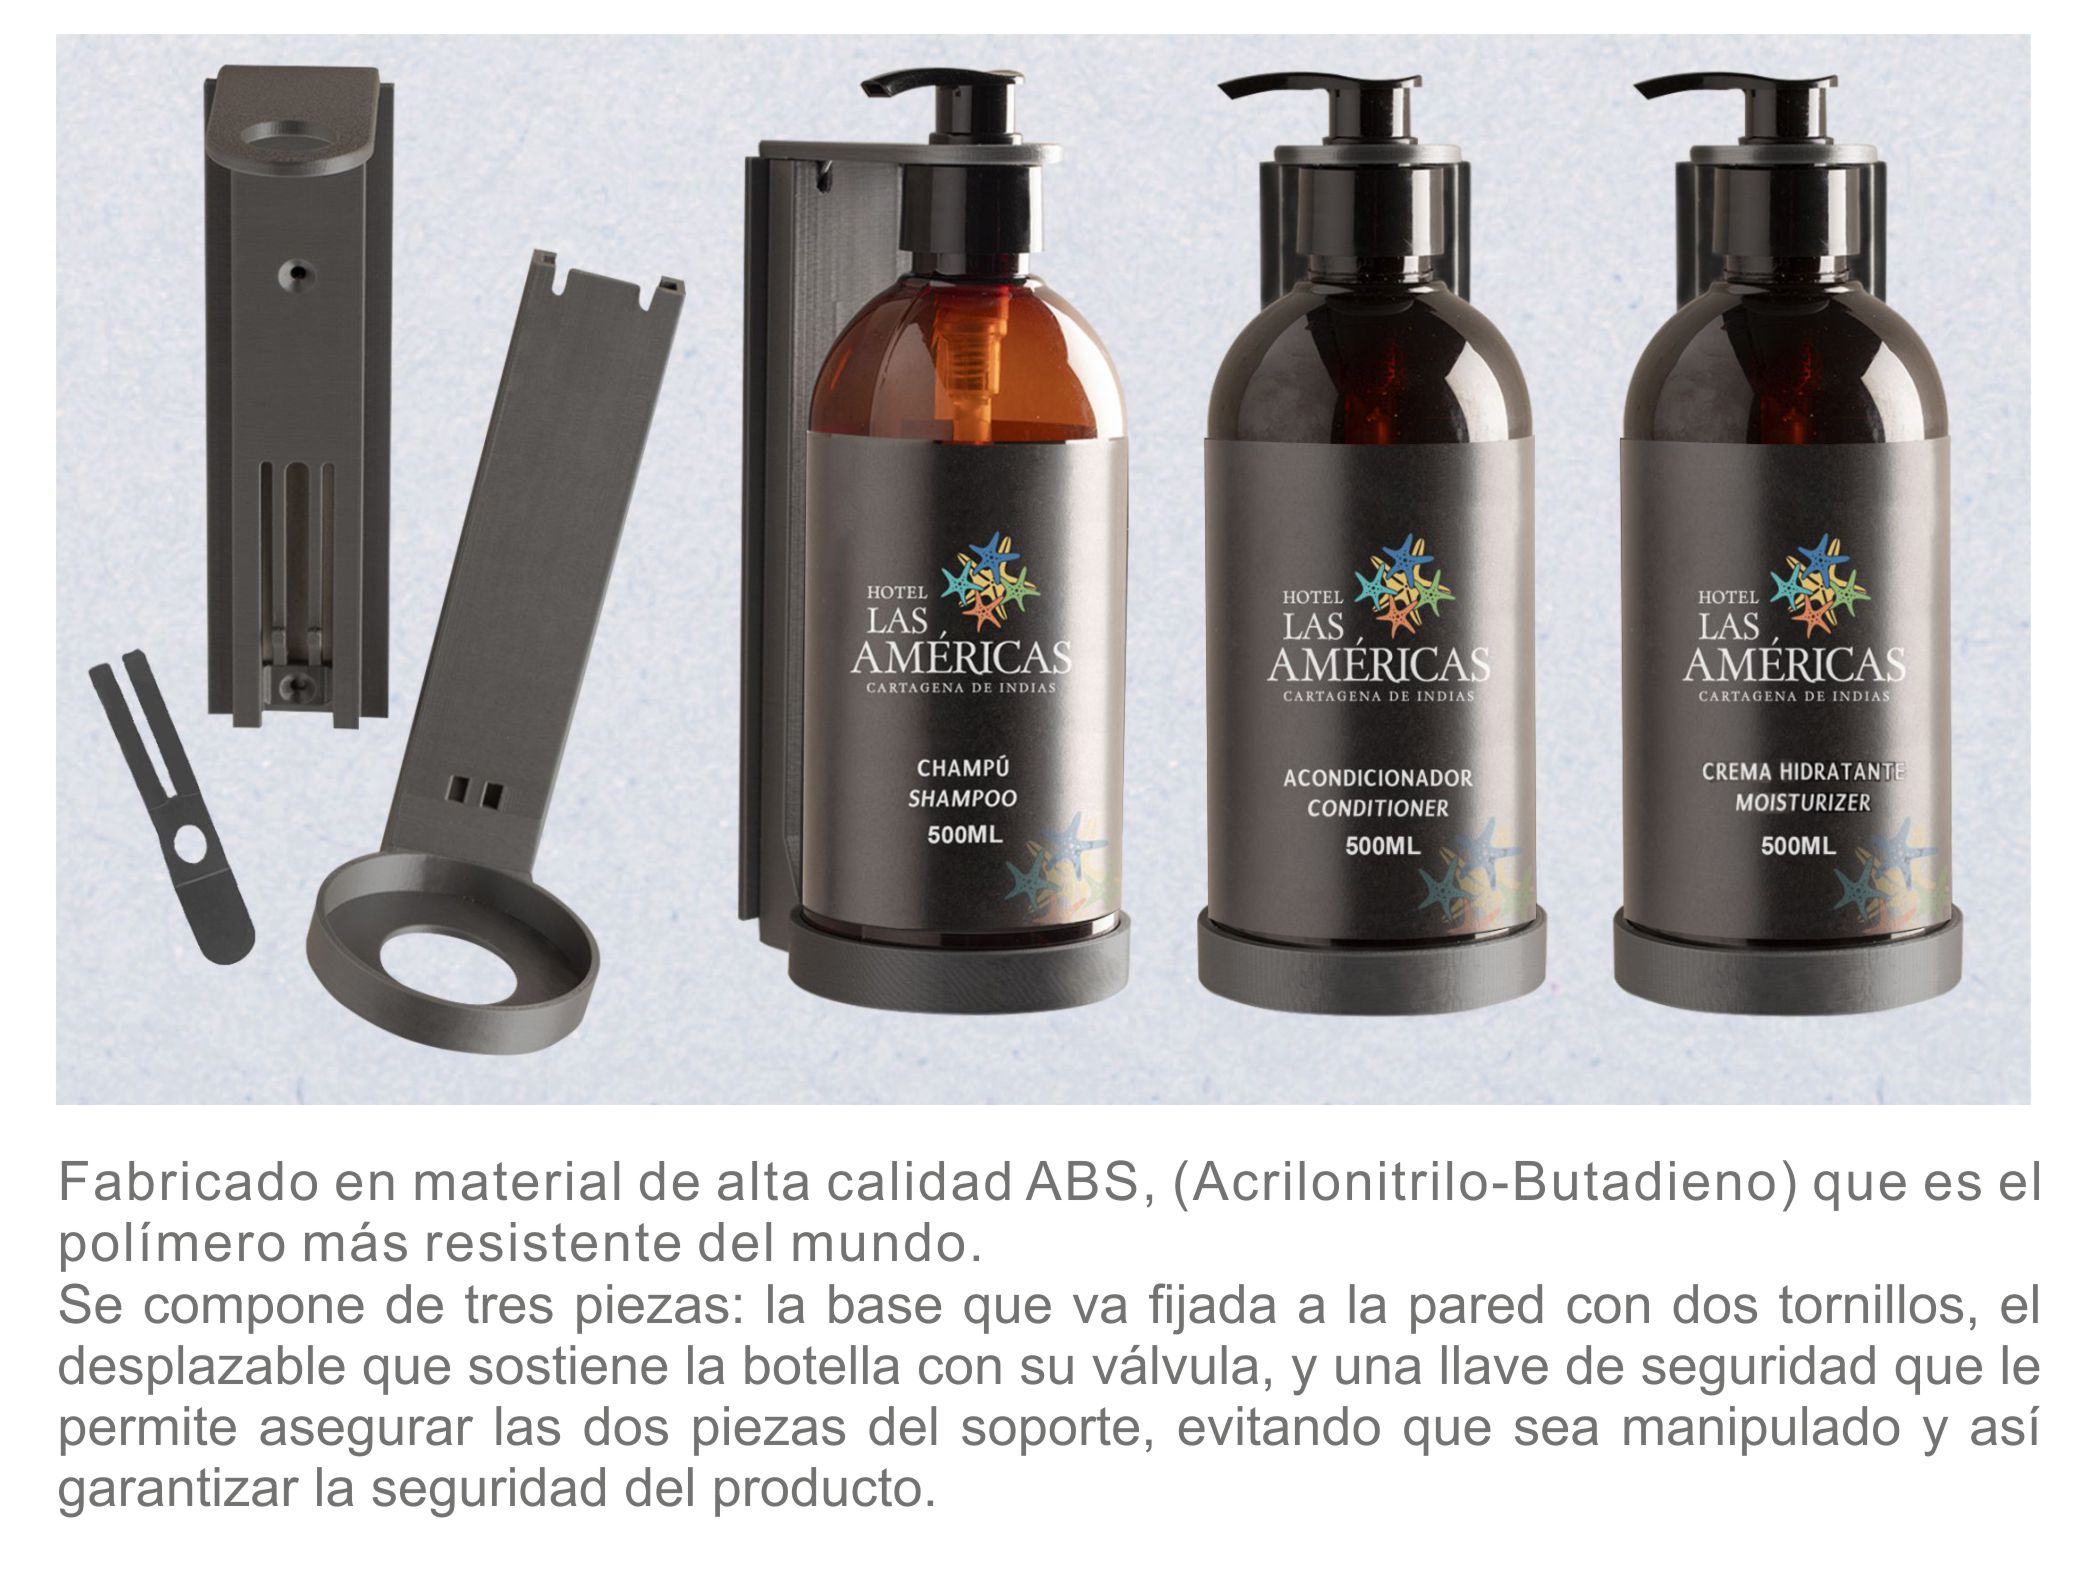 HOTEL
LAS
AMÉRICAS
CARTAGENA DE INDIAS
CHAMPÚ
SHAMPOO
500ML
HOTEL
LAS
AMÉRICAS
CARTAGENA DE INDIAS
ACONDICIONADOR
CONDITIONER
500ML
HOTEL
LAS
AMÉRICAS
CARTAGENA DE INDIAS
CREMA HIDRATANTE
MOISTURIZER
500ML
Fabricado en material de alta calidad ABS, (Acrilonitrilo-Butadieno) que es el
polímero más resistente del mundo.
Se compone de tres piezas: la base que va fijada a la pared con dos tornillos, el
desplazable que sostiene la botella con su válvula, y una llave de seguridad que le
permite asegurar las dos piezas del soporte, evitando que sea manipulado y así
garantizar la seguridad del producto.